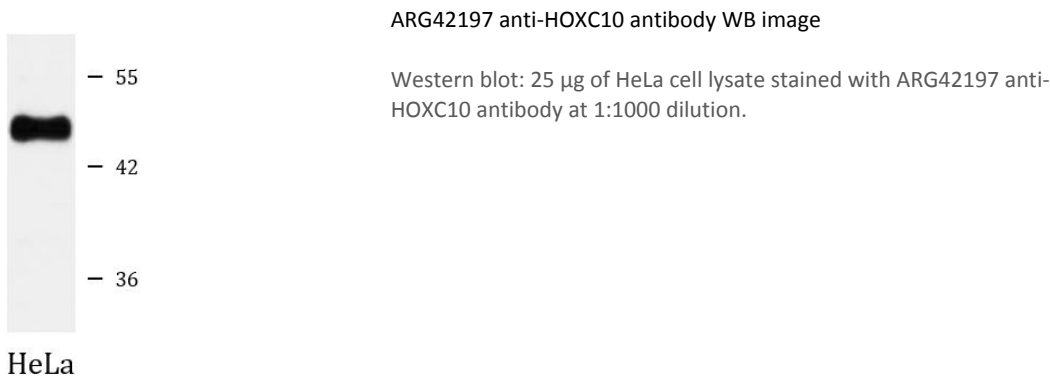 ARG42197 anti-HOXC10 antibody WB image
Western blot: 25 μg of HeLa cell lysate stained with ARG42197 anti-
HOXC10 antibody at 1:1000 dilution.
– 55
– 42
– 36
HeLa